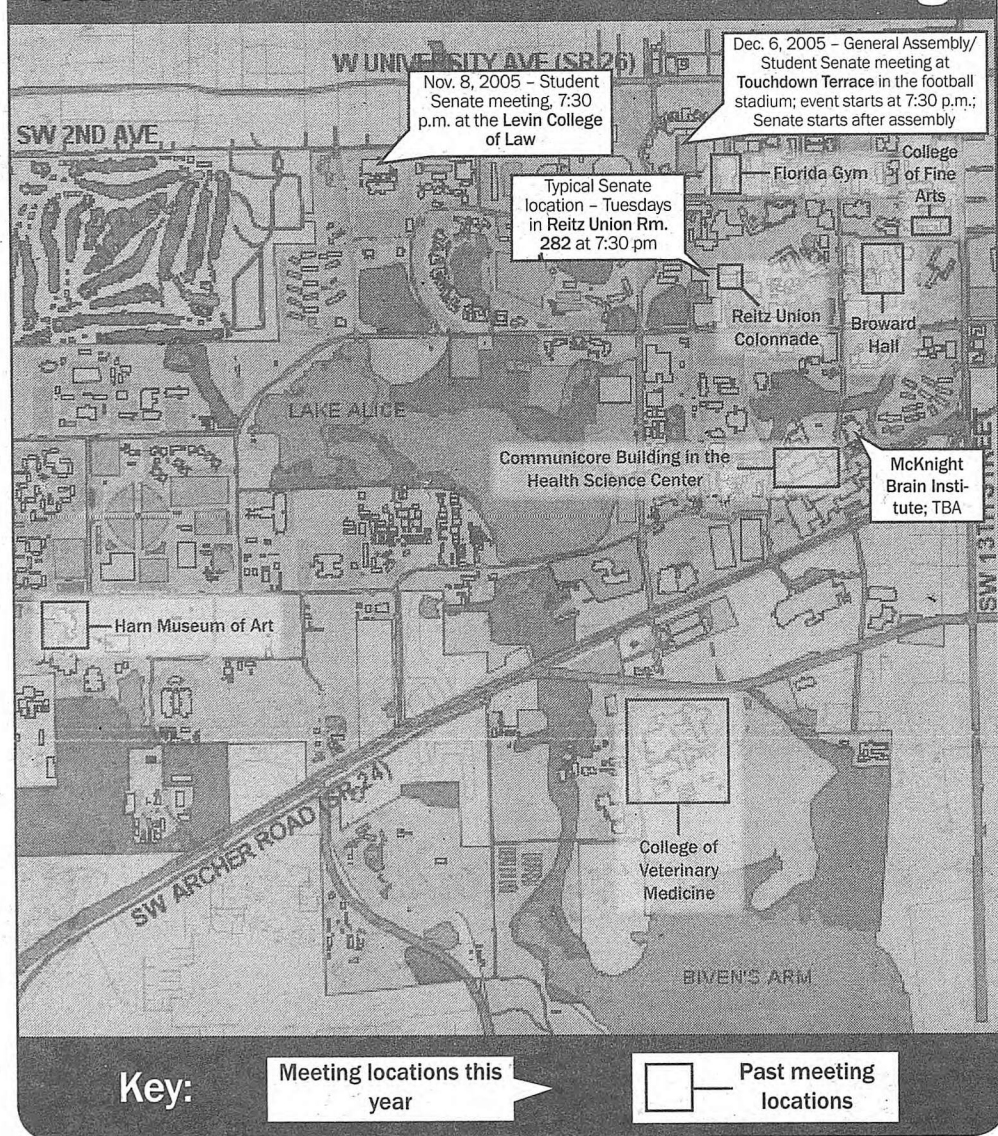 W UNIVERSITY AVE (SR 26)
Dec. 6, 2005 – General Assembly/
Student Senate meeting at
Touchdown Terrace in the football
stadium; event starts at 7:30 p.m.;
Senate starts after assembly
Nov. 8, 2005 – Student
Senate meeting, 7:30
p.m. at the Levin College
of Law
SW 2ND AVE
Florida Gym
College
of Fine
Arts
Typical Senate
location – Tuesdays
in Reitz Union Rm.
282 at 7:30 pm
Reitz Union
Colonnade
Broward
Hall
LAKE ALICE
Communicore Building in the
Health Science Center
McKnight
Brain Insti-
tute; TBA
SW 13TH STREET
Harn Museum of Art
SW ARCHER ROAD (SR 24)
College of
Veterinary
Medicine
BIVEN'S ARM
Key:
Meeting locations this
year
Past meeting
locations